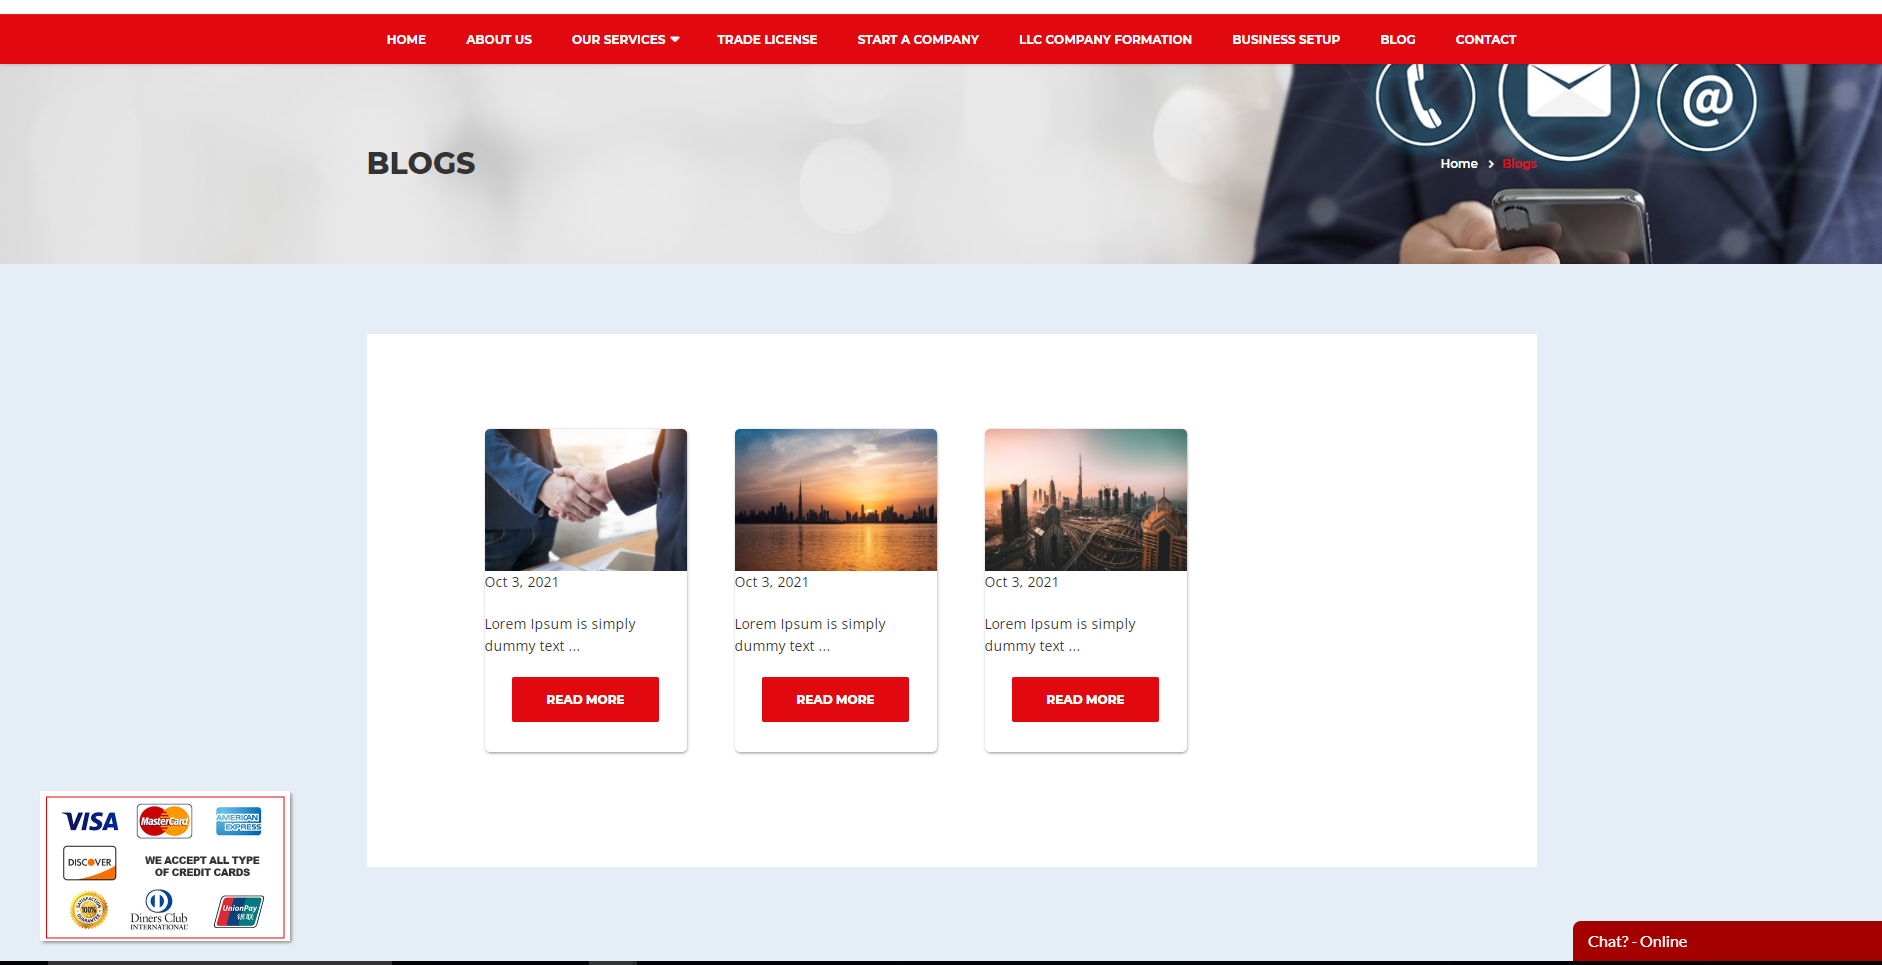 HOME ABOUT US OUR SERVICES TRADE LICENSE START A COMPANY LLC COMPANY FORMATION BUSINESS SETUP BLOG CONTACT
@
BLOGS
Home > Blogs
Oct 3, 2021
Lorem Ipsum is simply
dummy text ...
READ MORE
Oct 3, 2021
Lorem Ipsum is simply
dummy text ...
READ MORE
Oct 3, 2021
Lorem Ipsum is simply
dummy text ...
READ MORE
VISA MasterCard AMERICAN
EXPRESS
DISCOVER
WE ACCEPT ALL TYPE
OF CREDIT CARDS
SATISFACTION
100%
GUARANTEE
Diners Club
INTERNATIONAL
UnionPay
银联
Chat? - Online